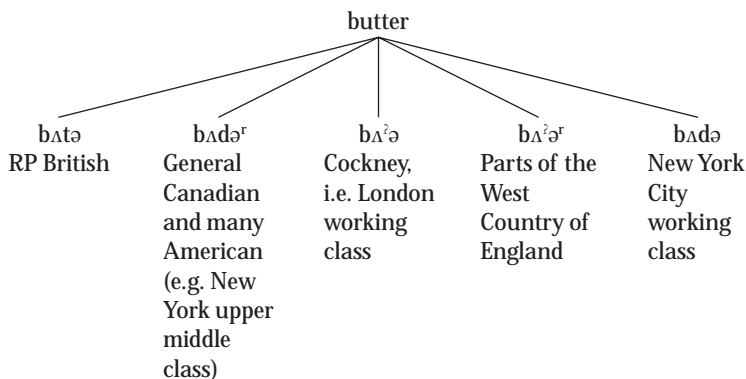 butter
bʌtə
RP British
bʌdəʳ
General
Canadian
and many
American
(e.g. New
York upper
middle
class)
bʌˀə
Cockney,
i.e. London
working
class
bʌˀəʳ
Parts of the
West
Country of
England
bʌdə
New York
City
working
class